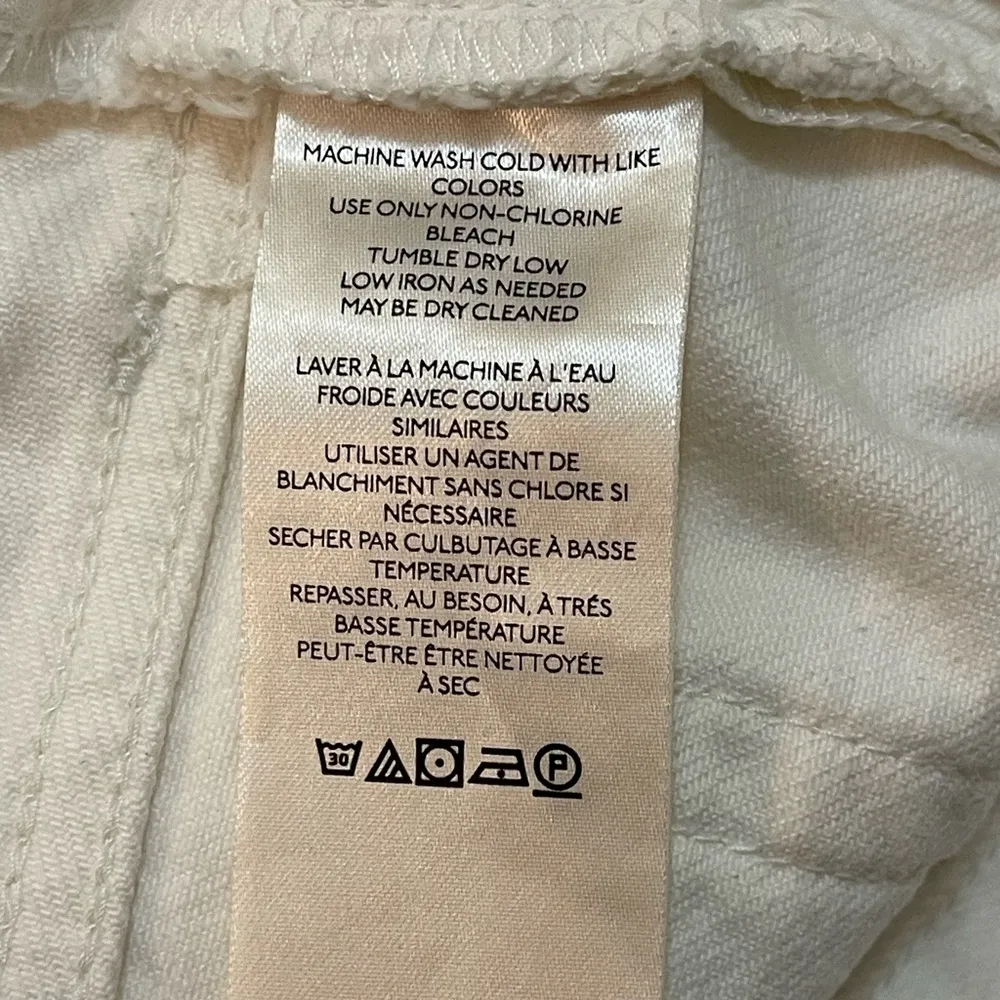 MACHINE WASH COLD WITH LIKE
COLORS
USE ONLY NON-CHLORINE
BLEACH
TUMBLE DRY LOW
LOW IRON AS NEEDED
MAY BE DRY CLEANED
LAVER À LA MACHINE À L'EAU
FROIDE AVEC COULEURS
SIMILAIRES
UTILISER UN AGENT DE
BLANCHIMENT SANS CHLORE SI
NÉCESSAIRE
SECHER PAR CULBUTAGE À BASSE
TEMPERATURE
REPASSER, AU BESOIN, À TRÉS
BASSE TEMPÉRATURE
PEUT-ÊTRE ÊTRE NETTOYÉE
À SEC
30 P